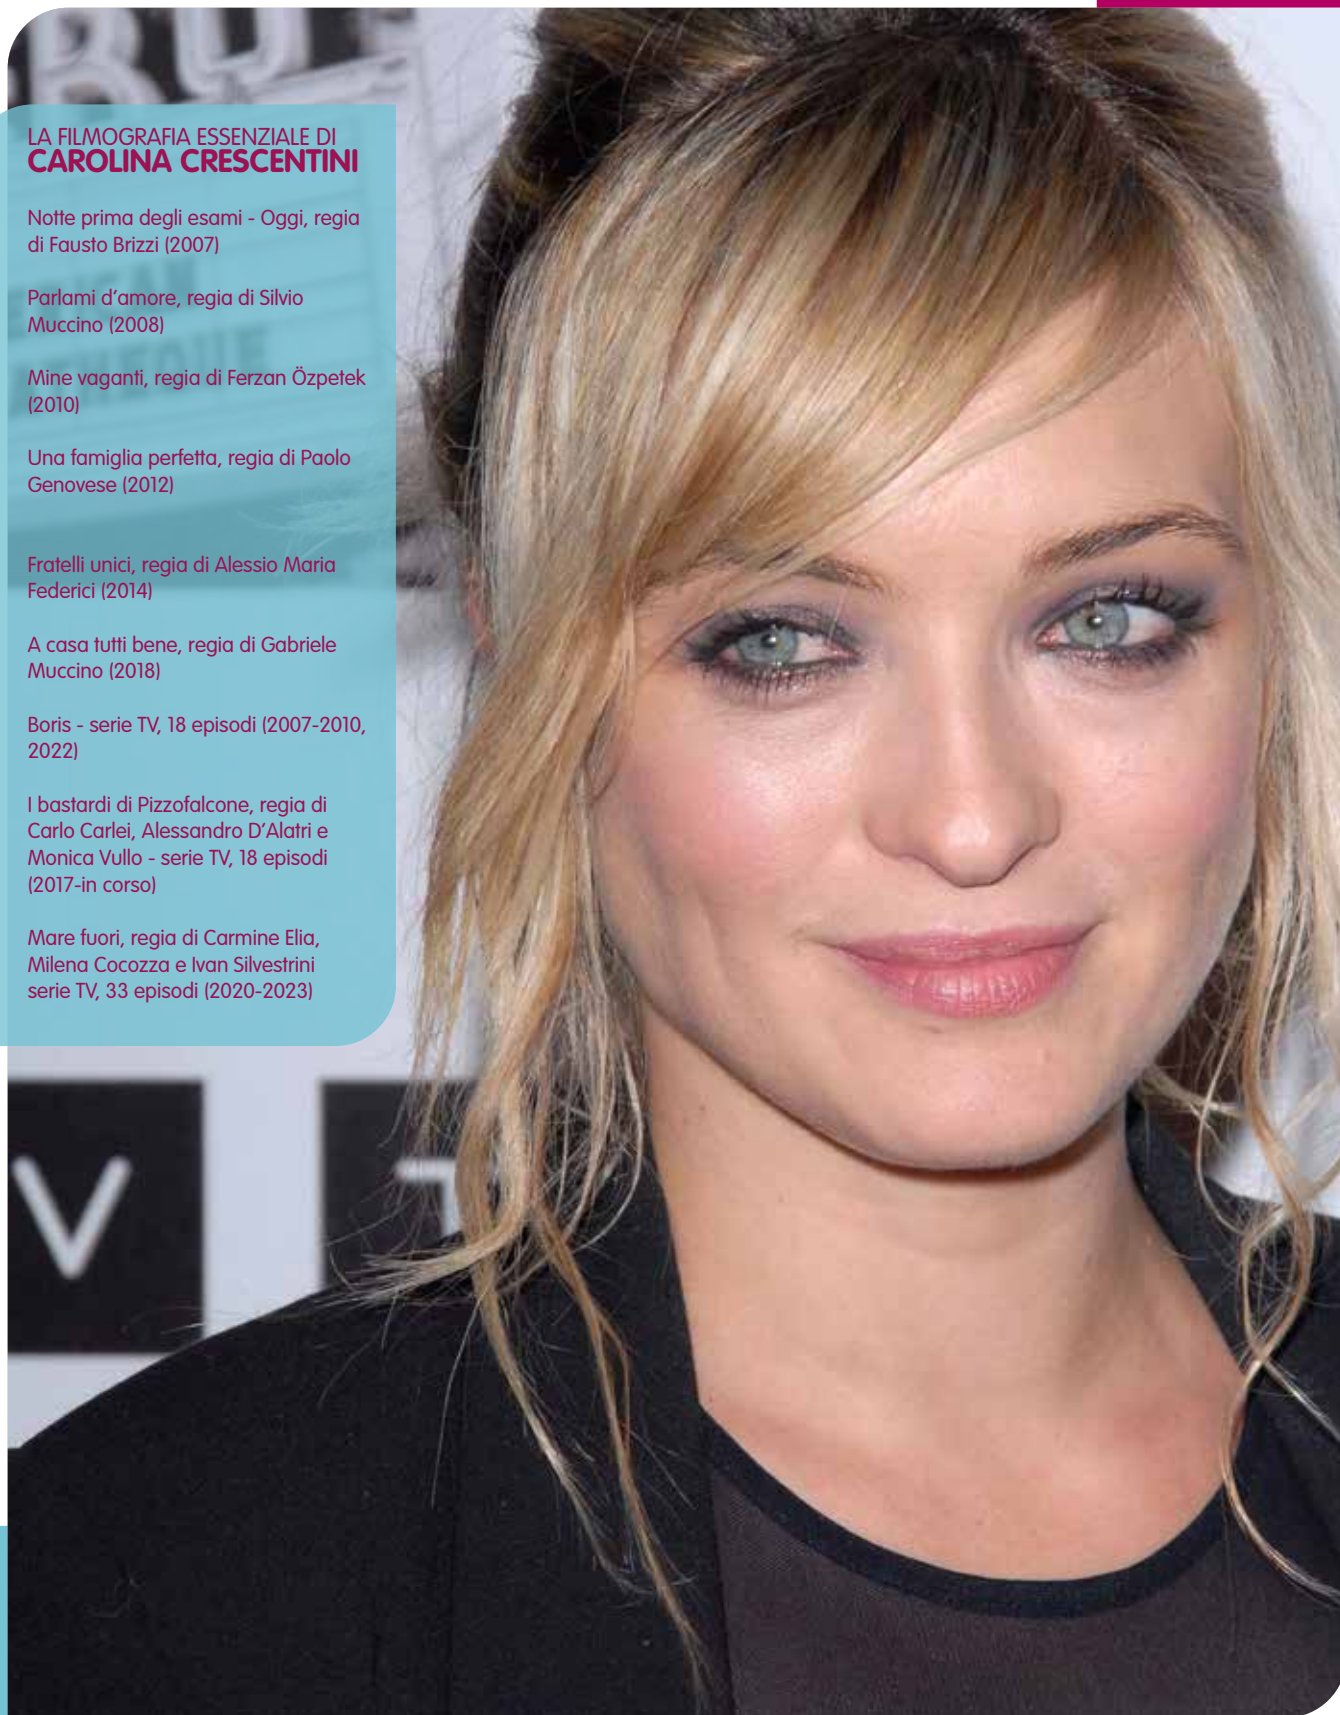 LA FILMOGRAFIA ESSENZIALE DI
CAROLINA CRESCENTINI
Notte prima degli esami - Oggi, regia
di Fausto Brizzi (2007)
Parlami d'amore, regia di Silvio
Muccino (2008)
Mine vaganti, regia di Ferzan Özpetek
(2010)
Una famiglia perfetta, regia di Paolo
Genovese (2012)
Fratelli unici, regia di Alessio Maria
Federici (2014)
A casa tutti bene, regia di Gabriele
Muccino (2018)
Boris - serie TV, 18 episodi (2007-2010,
2022)
I bastardi di Pizzofalcone, regia di
Carlo Carlei, Alessandro D'Alatri e
Monica Vullo - serie TV, 18 episodi
(2017-in corso)
Mare fuori, regia di Carmine Elia,
Milena Cocozza e Ivan Silvestrini
serie TV, 33 episodi (2020-2023)
V T